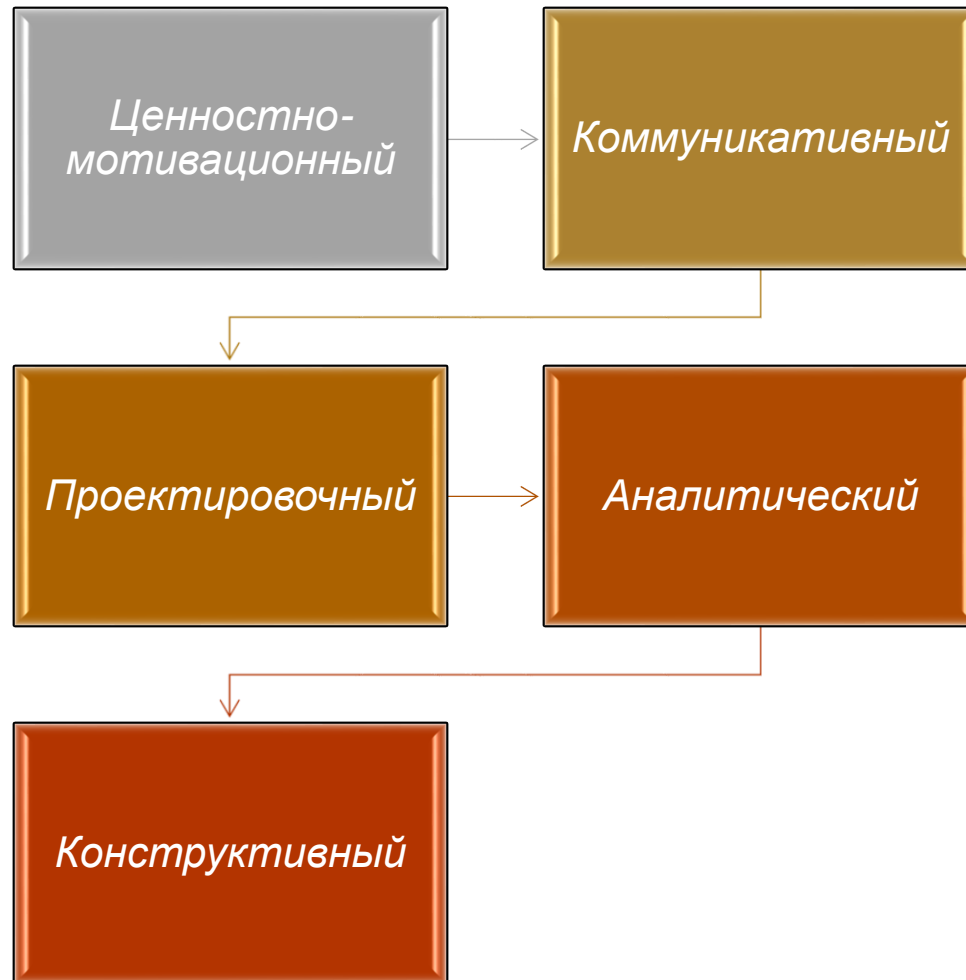 Ценностно-
мотивационный
Коммуникативный
Проектировочный
Аналитический
Конструктивный